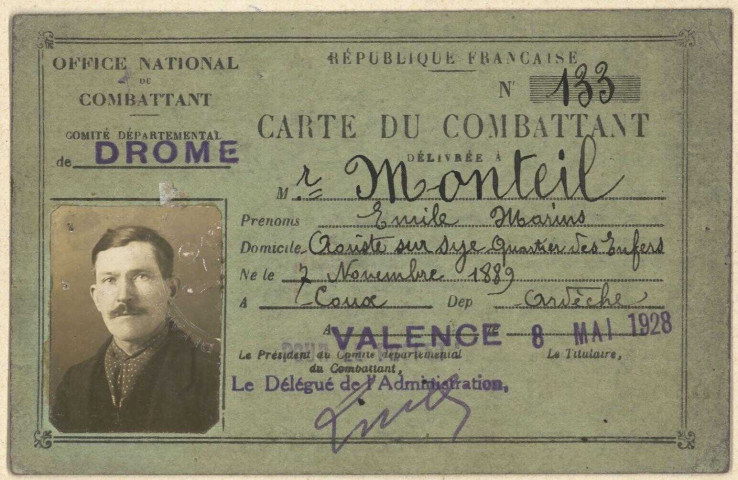 OFFICE NATIONAL
DU
COMBATTANT
COMITÉ DÉPARTEMENTAL
de DROME
RÉPUBLIQUE FRANÇAISE
N° 133
CARTE DU COMBATTANT
DÉLIVRÉE À
Mr Monteil
Prenoms Emile Marius
Domicile Aouste sur Sye Quartier des Enfers
Né le 7 Novembre 1889
A Coux Dep Ardèche
A VALENCE le 8 MAI 1928
Le Président du Comité départemental
du Combattant,
Le Titulaire,
Le Délégué de l'Administration,